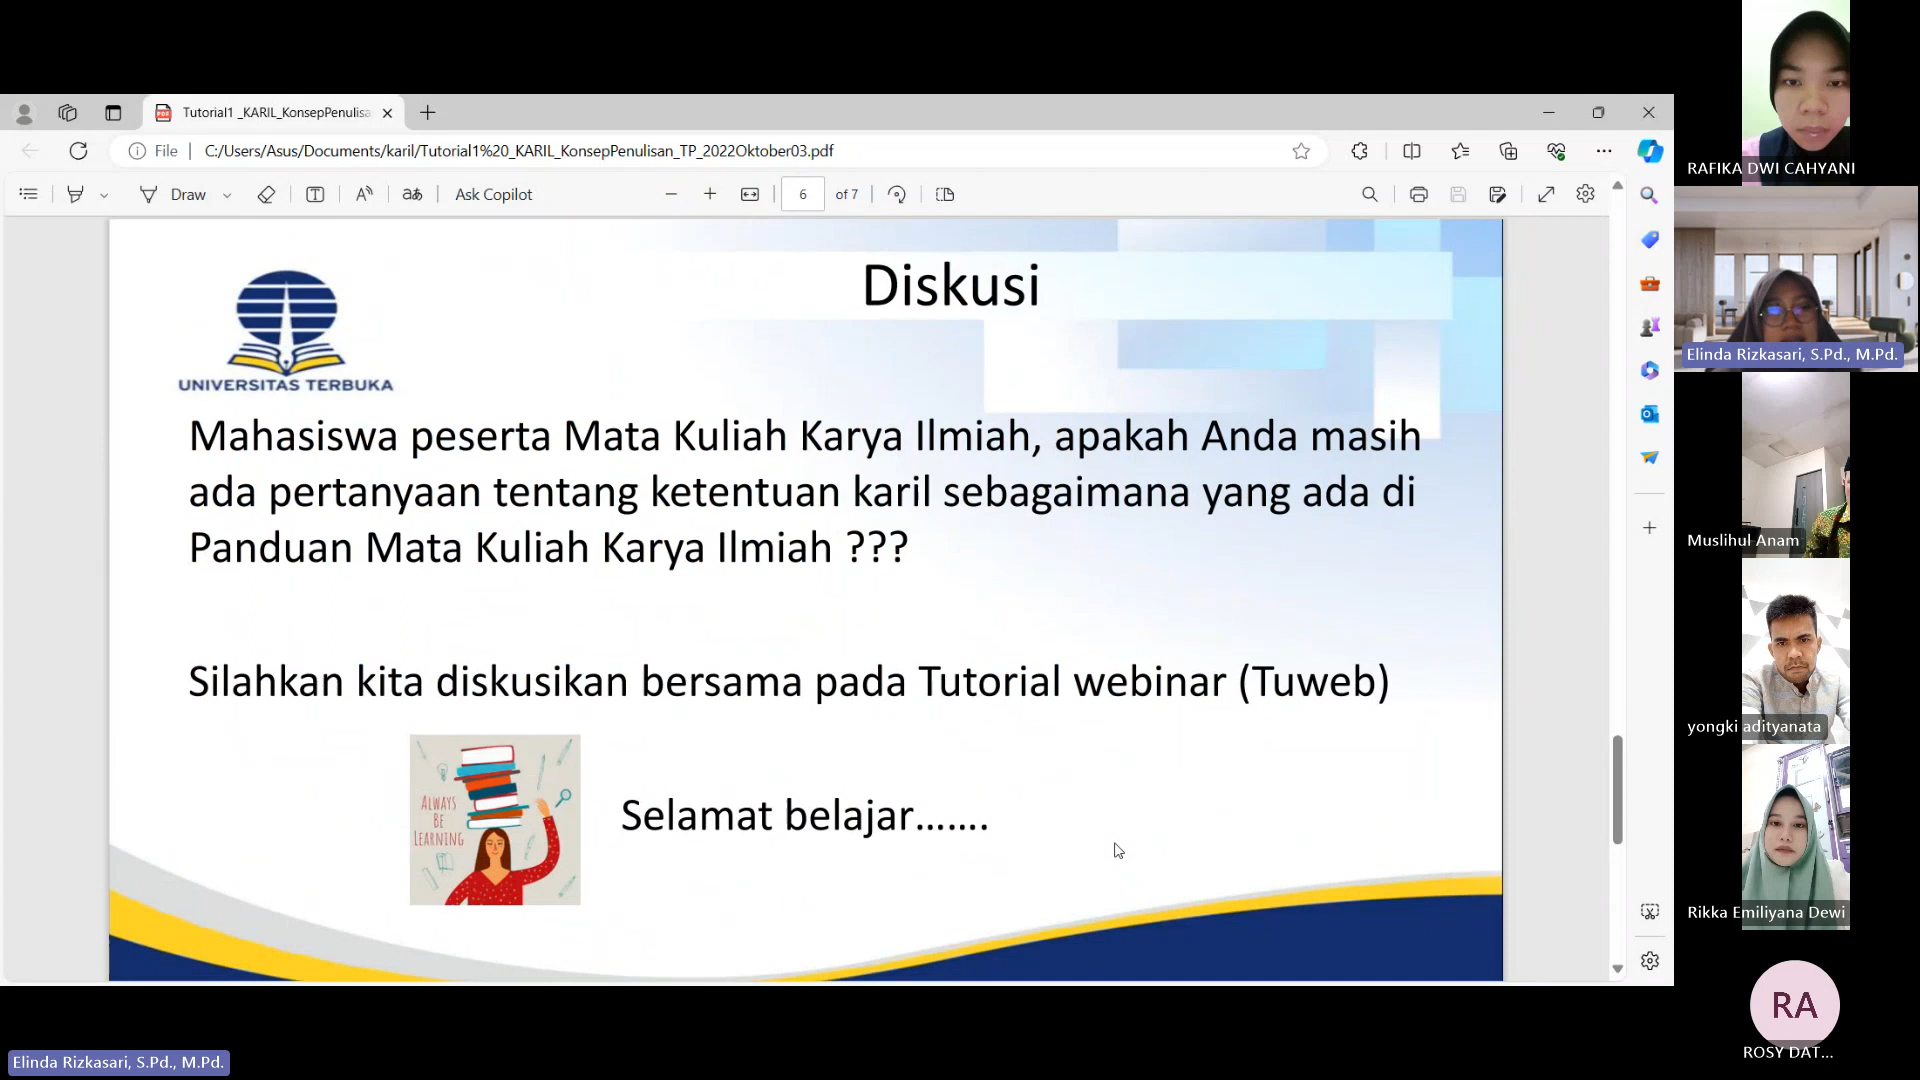 Tutorial1 _KARIL_KonsepPenulisa
File
C:/Users/Asus/Documents/karil/Tutorial1%20_KARIL_KonsepPenulisan_TP_2022Oktober03.pdf
Draw
Ask Copilot
6 of 7
Diskusi
UNIVERSITAS TERBUKA
Mahasiswa peserta Mata Kuliah Karya Ilmiah, apakah Anda masih
ada pertanyaan tentang ketentuan karil sebagaimana yang ada di
Panduan Mata Kuliah Karya Ilmiah ???
Silahkan kita diskusikan bersama pada Tutorial webinar (Tuweb)
ALWAYS
BE
LEARNING
Selamat belajar.......
RAFIKA DWI CAHYANI
Elinda Rizkasari, S.Pd., M.Pd.
Muslihul Anam
yongki adityanata
Rikka Emiliyana Dewi
RA
ROSY DAT...
Elinda Rizkasari, S.Pd., M.Pd.